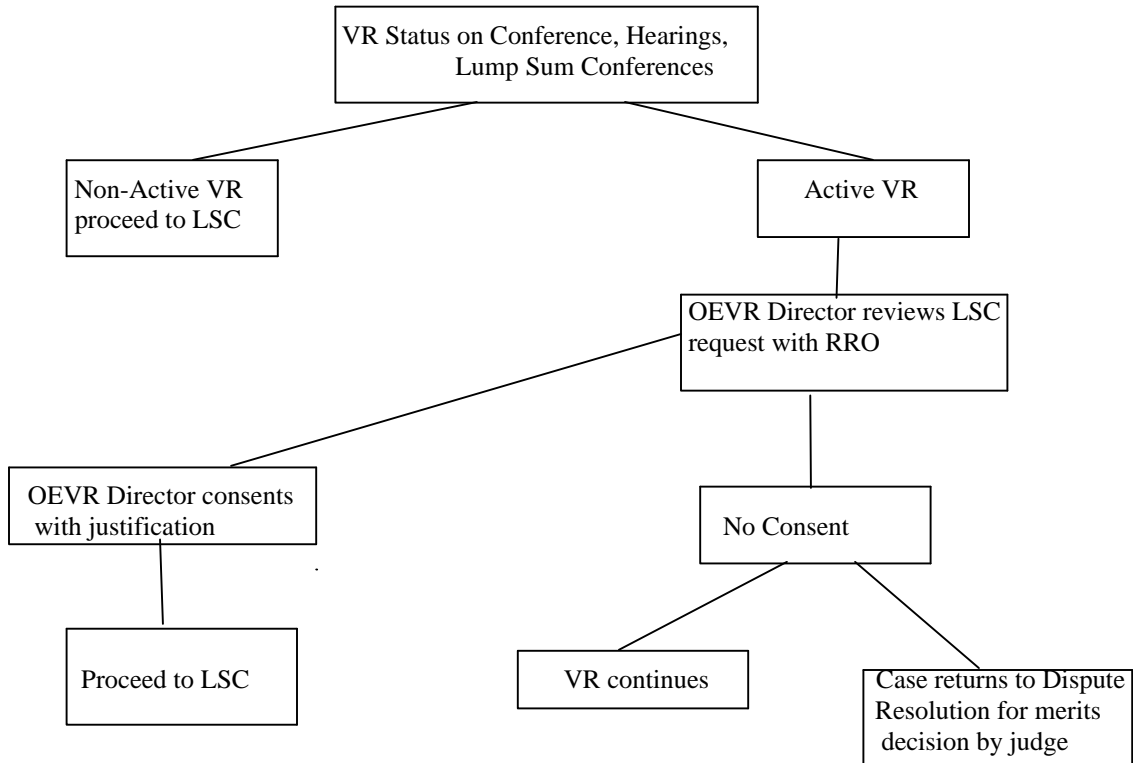 VR Status on Conference, Hearings,
Lump Sum Conferences
Non-Active VR
proceed to LSC
Active VR
OEVR Director reviews LSC
request with RRO
OEVR Director consents
with justification
No Consent
Proceed to LSC
VR continues
Case returns to Dispute
Resolution for merits
decision by judge